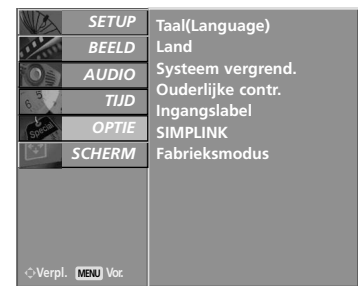 SETUP
BEELD
AUDIO
TIJD
OPTIE
SCHERM
Taal(Language)
Land
Systeem vergrend.
Ouderlijke contr.
Ingangslabel
SIMPLINK
Fabrieksmodus
Verpl. MENU Vor.